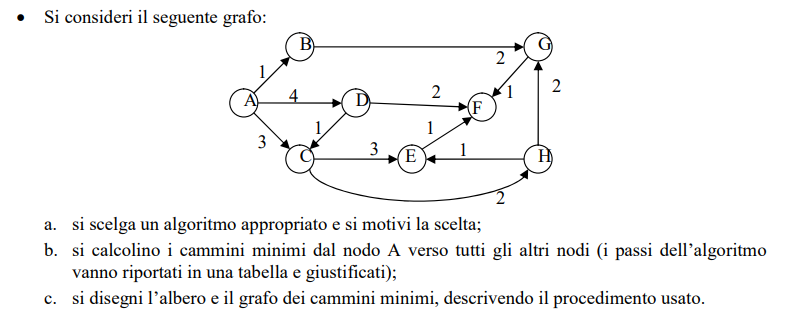 • Si consideri il seguente grafo:
B G
1 2
A 4 D 2 F 1 2
3 1 1
C 3 E 1 H
2
a. si scelga un algoritmo appropriato e si motivi la scelta;
b. si calcolino i cammini minimi dal nodo A verso tutti gli altri nodi (i passi dell’algoritmo
vanno riportati in una tabella e giustificati);
c. si disegni l’albero e il grafo dei cammini minimi, descrivendo il procedimento usato.